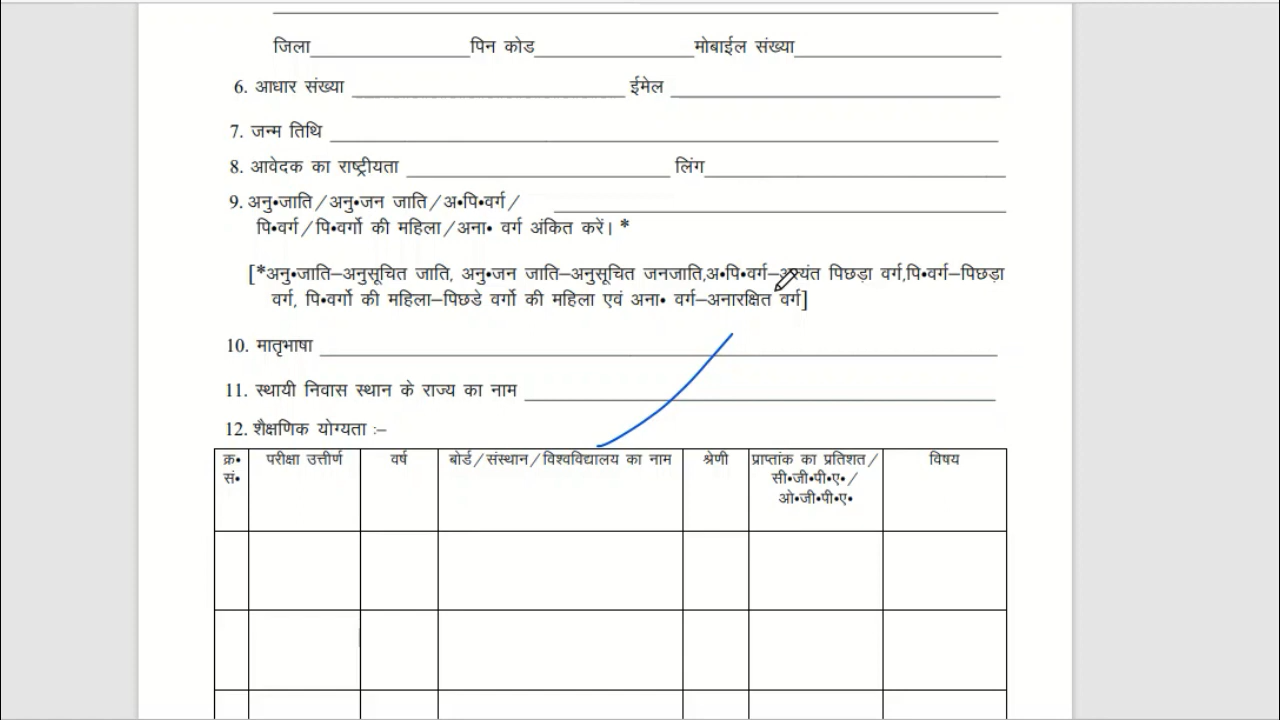 जिला पिन कोड मोबाईल संख्या
6. आधार संख्या ईमेल
7. जन्म तिथि
8. आवेदक का राष्ट्रीयता लिंग
9. अनु•जाति/अनु•जन जाति/अ•पि•वर्ग/
पि•वर्ग/पि•वर्गो की महिला/अना• वर्ग अंकित करें। *
[*अनु•जाति–अनुसूचित जाति, अनु•जन जाति–अनुसूचित जनजाति,अ•पि•वर्ग–अत्यंत पिछड़ा वर्ग,पि•वर्ग–पिछड़ा
वर्ग, पि•वर्गो की महिला–पिछडे वर्गो की महिला एवं अना• वर्ग–अनारक्षित वर्ग]
10. मातृभाषा
11. स्थायी निवास स्थान के राज्य का नाम
12. शैक्षणिक योग्यता :–
क्र• परीक्षा उत्तीर्ण वर्ष बोर्ड/संस्थान/विश्वविद्यालय का नाम श्रेणी प्राप्तांक का प्रतिशत/ विषय
सं• सी•जी•पी•ए•/
ओ•जी•पी•ए•